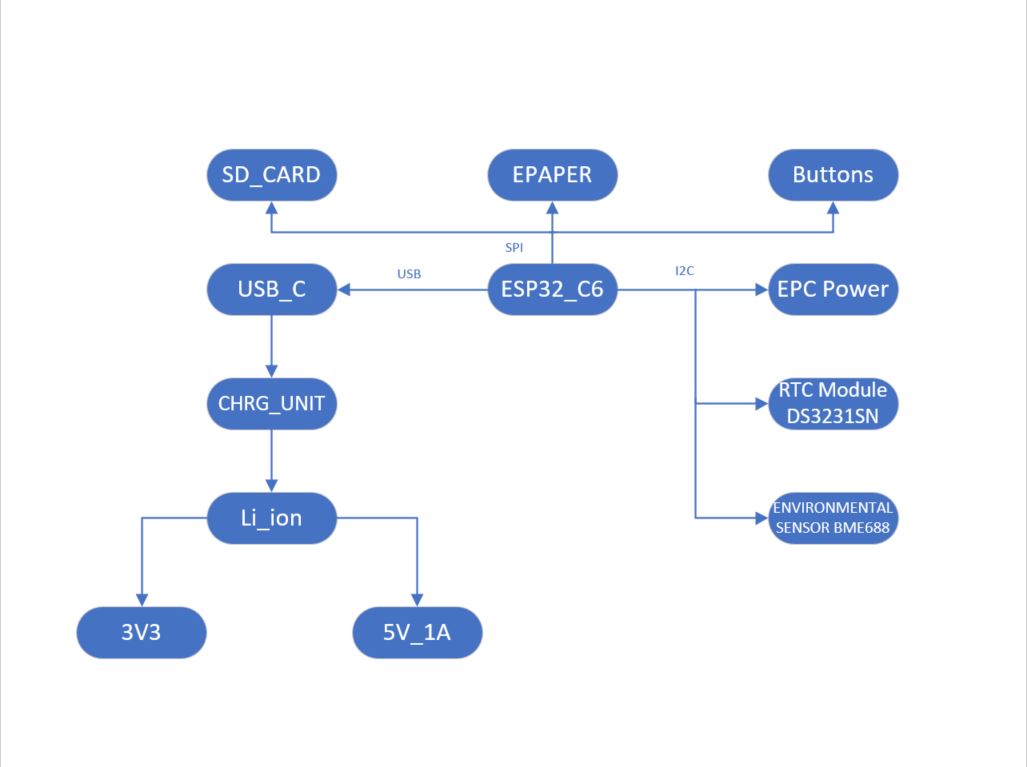 SD_CARD
EPAPER
Buttons
SPI
USB
I2C
USB_C
ESP32_C6
EPC Power
CHRG_UNIT
RTC Module
DS3231SN
Li_ion
ENVIRONMENTAL
SENSOR BME688
3V3
5V_1A